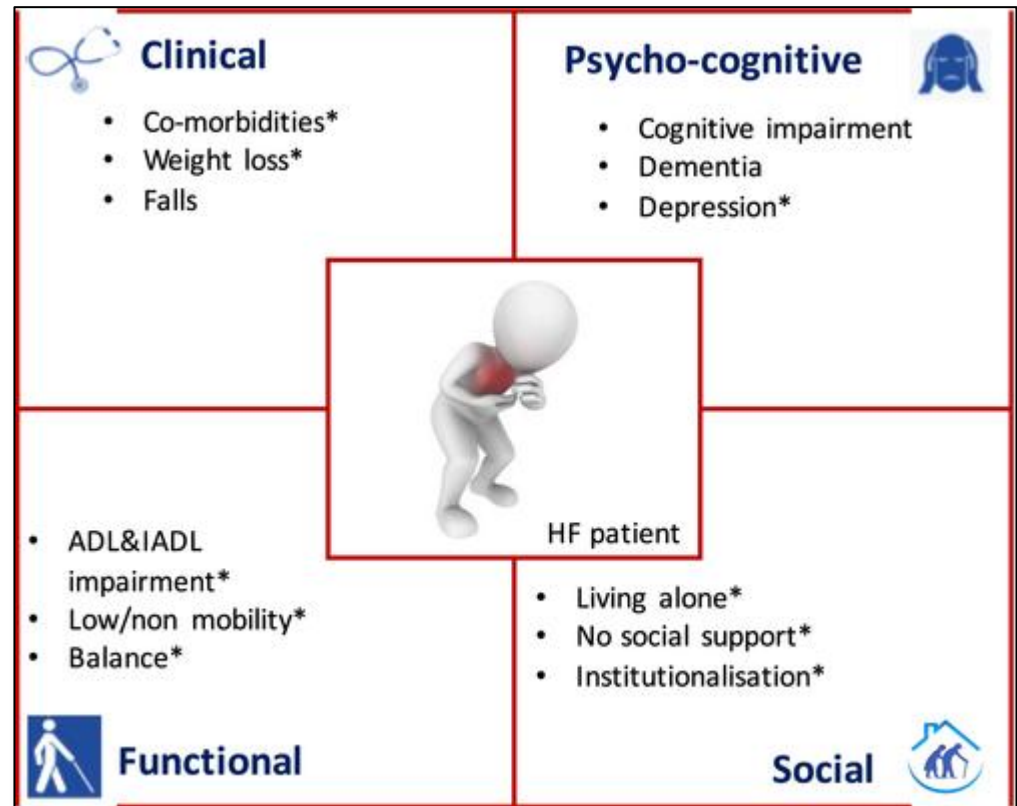 Clinical
• Co-morbidities*
• Weight loss*
• Falls
Psycho-cognitive
• Cognitive impairment
• Dementia
• Depression*
HF patient
• ADL&IADL
impairment*
• Low/non mobility*
• Balance*
Functional
• Living alone*
• No social support*
• Institutionalisation*
Social